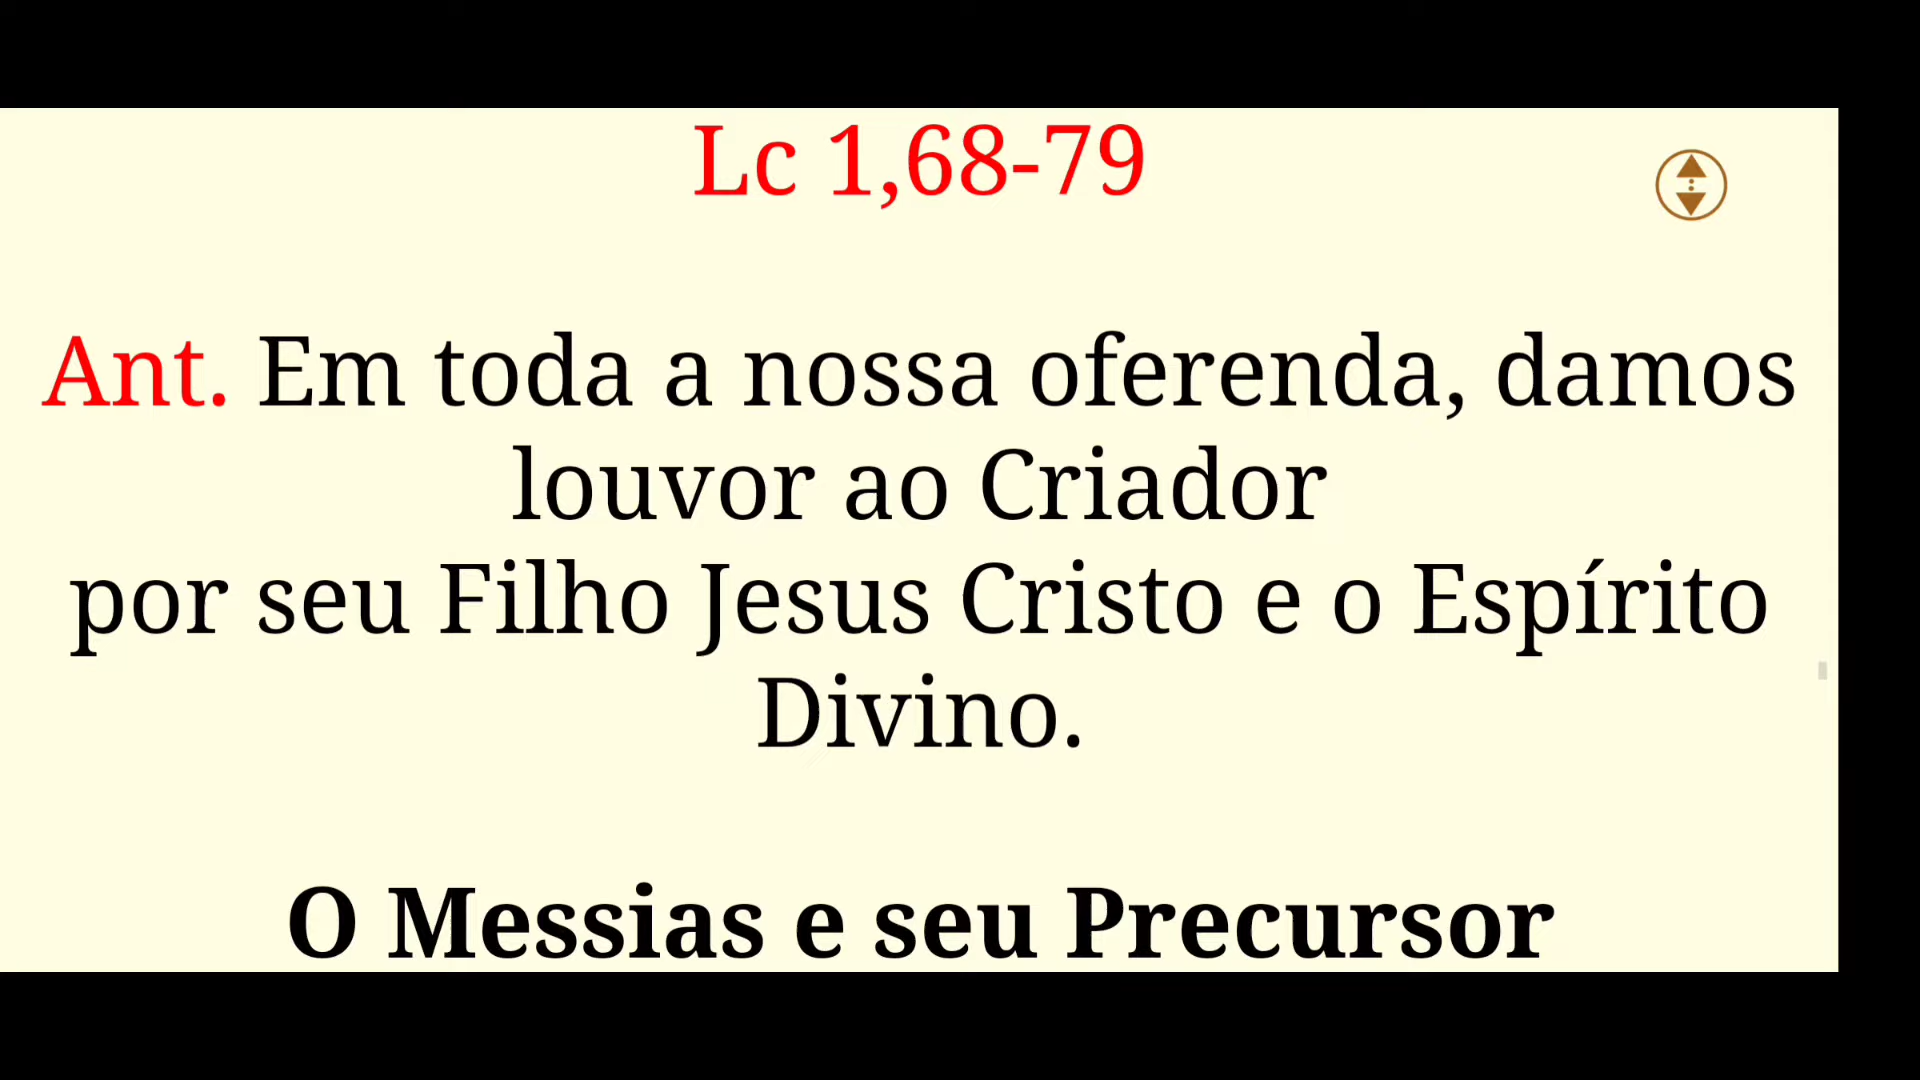 Lc 1,68-79
Ant. Em toda a nossa oferenda, damos
louvor ao Criador
por seu Filho Jesus Cristo e o Espírito
Divino.
O Messias e seu Precursor